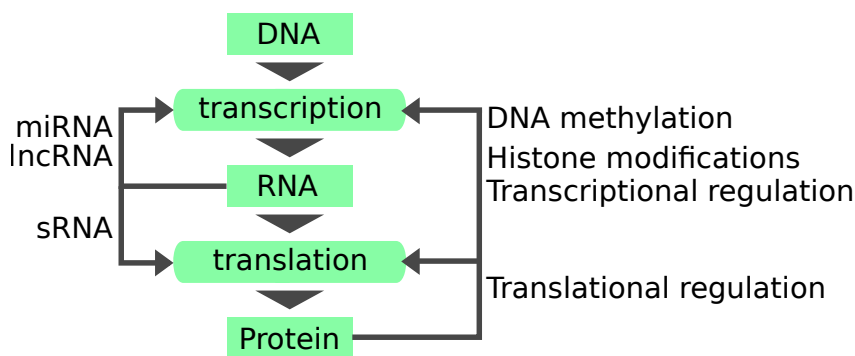 DNA
transcription
miRNA
lncRNA
DNA methylation
Histone modifications
RNA
Transcriptional regulation
sRNA
translation
Translational regulation
Protein